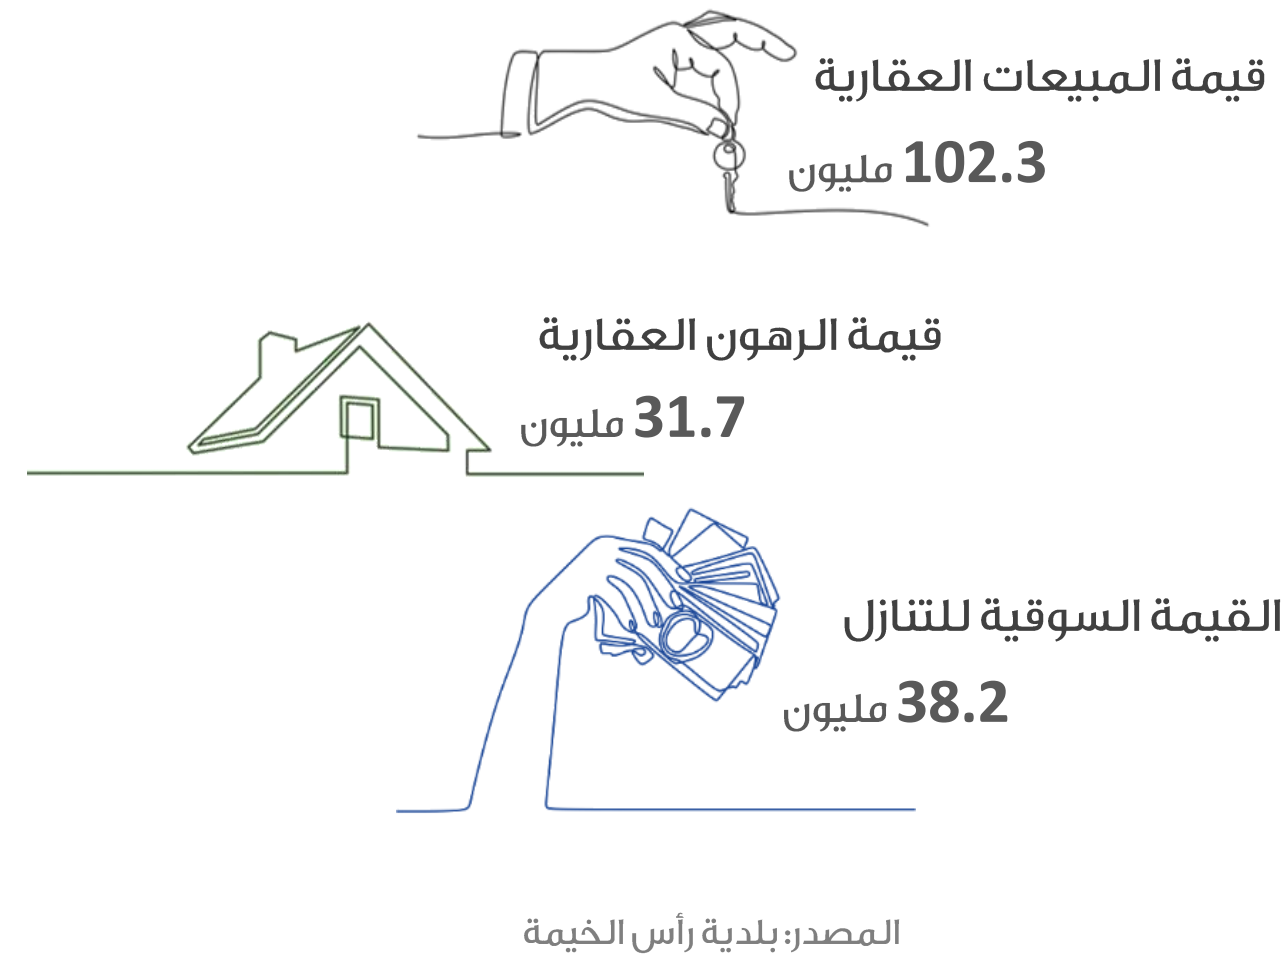 قيمة المبيعات العقارية
102.3 مليون
قيمة الرهون العقارية
31.7 مليون
القيمة السوقية للتنازل
38.2 مليون
المصدر: بلدية رأس الخيمة